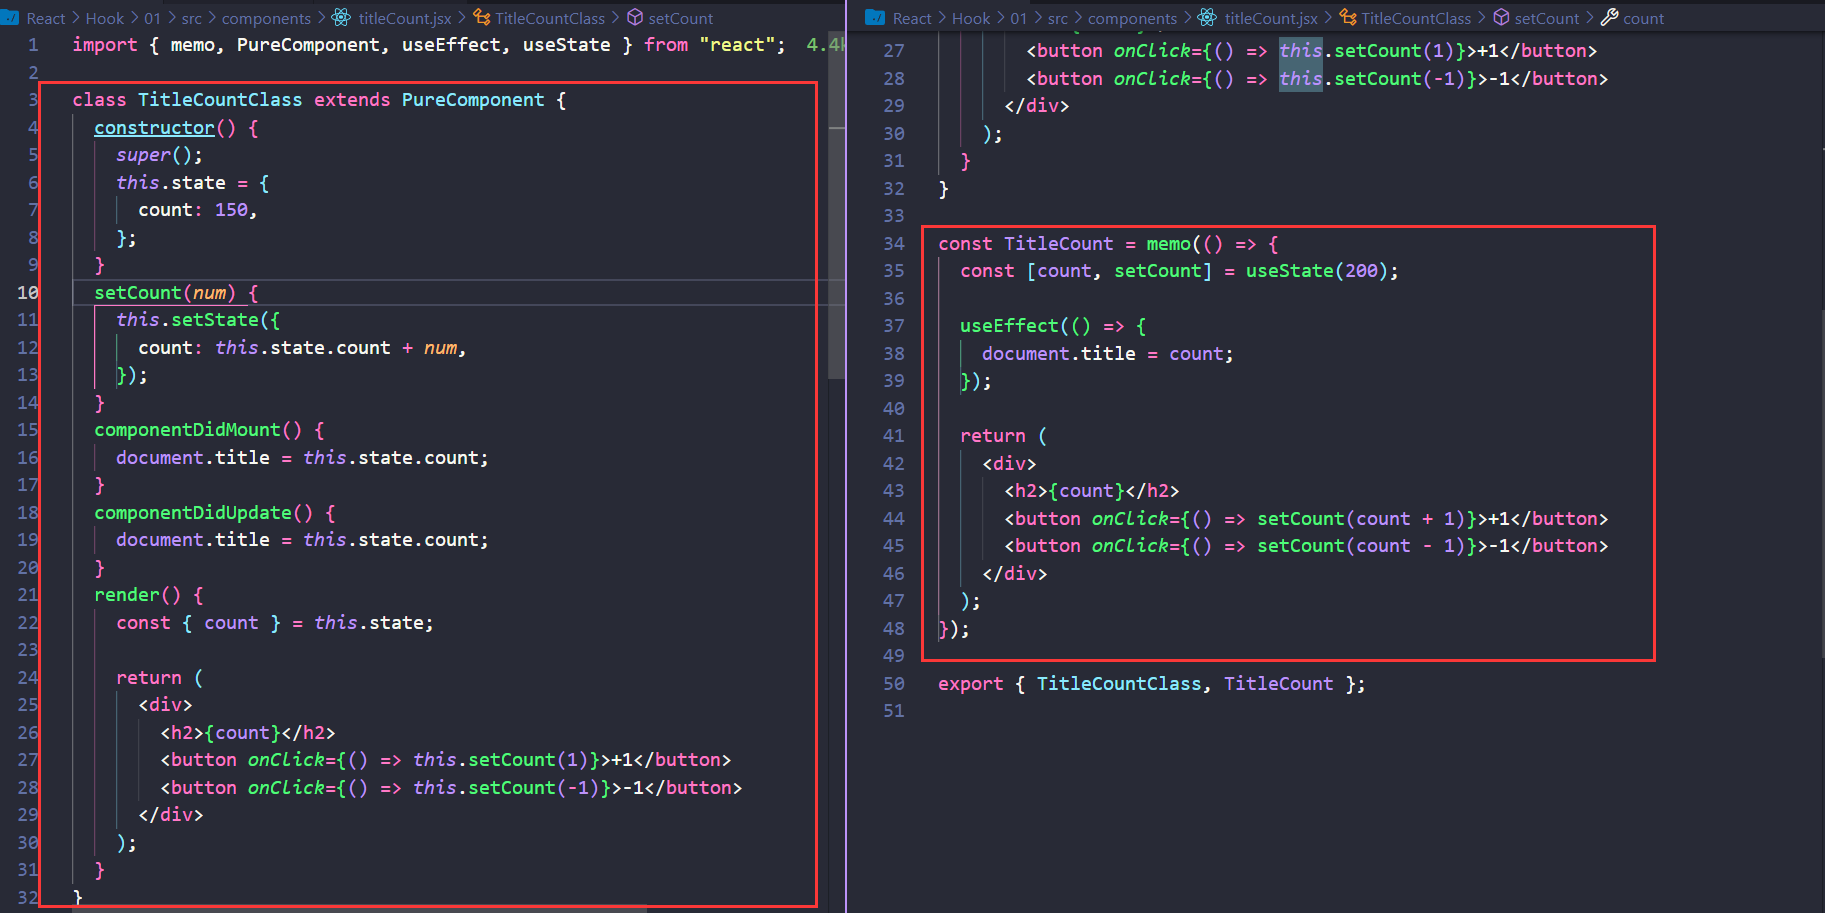 React > Hook > 01 > src > components > titleCount.jsx > TitleCountClass > setCount
1 import { memo, PureComponent, useEffect, useState } from "react"; 4.4k
2
3 class TitleCountClass extends PureComponent {
4 constructor() {
5 super();
6 this.state = {
7 count: 150,
8 };
9 }
10 setCount(num) {
11 this.setState({
12 count: this.state.count + num,
13 });
14 }
15 componentDidMount() {
16 document.title = this.state.count;
17 }
18 componentDidUpdate() {
19 document.title = this.state.count;
20 }
21 render() {
22 const { count } = this.state;
23
24 return (
25 <div>
26 <h2>{count}</h2>
27 <button onClick={() => this.setCount(1)}>+1</button>
28 <button onClick={() => this.setCount(-1)}>-1</button>
29 </div>
30 );
31 }
32 }
React > Hook > 01 > src > components > titleCount.jsx > TitleCountClass > setCount > count
27 <button onClick={() => this.setCount(1)}>+1</button>
28 <button onClick={() => this.setCount(-1)}>-1</button>
29 </div>
30 );
31 }
32 }
33
34 const TitleCount = memo(() => {
35 const [count, setCount] = useState(200);
36
37 useEffect(() => {
38 document.title = count;
39 });
40
41 return (
42 <div>
43 <h2>{count}</h2>
44 <button onClick={() => setCount(count + 1)}>+1</button>
45 <button onClick={() => setCount(count - 1)}>-1</button>
46 </div>
47 );
48 });
49
50 export { TitleCountClass, TitleCount };
51